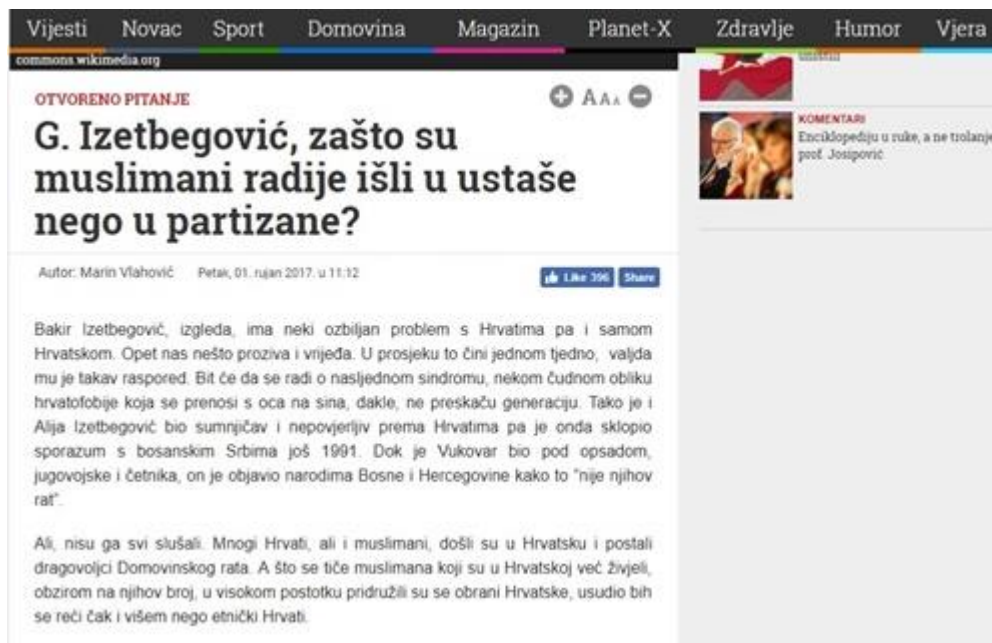 Vijesti Novac Sport Domovina Magazin Planet-X Zdravlje Humor Vjera
commons.wikimedia.org
OTVORENO PITANJE
A A A
G. Izetbegović, zašto su
muslimani radije išli u ustaše
nego u partizane?
Autor: Marin Vlahović Petak, 01. rujan 2017. u 11:12
Like 396 Share
Bakir Izetbegović, izgleda, ima neki ozbiljan problem s Hrvatima pa i samom
Hrvatskom. Opet nas nešto proziva i vrijeđa. U prosjeku to čini jednom tjedno, valjda
mu je takav raspored. Bit će da se radi o nasljednom sindromu, nekom čudnom obliku
hrvatofobije koja se prenosi s oca na sina, dakle, ne preskaču generaciju. Tako je i
Alija Izetbegović bio sumnjičav i nepovjerljiv prema Hrvatima pa je onda sklopio
sporazum s bosanskim Srbima još 1991. Dok je Vukovar bio pod opsadom,
jugovojske i četnika, on je objavio narodima Bosne i Hercegovine kako to "nije njihov
rat".
Ali, nisu ga svi slušali. Mnogi Hrvati, ali i muslimani, došli su u Hrvatsku i postali
dragovoljci Domovinskog rata. A što se tiče muslimana koji su u Hrvatskoj već živjeli,
obzirom na njihov broj, u visokom postotku pridružili su se obrani Hrvatske, usudio bih
se reći čak i višem nego etnički Hrvati.
KOMENTARI
Enciklopediju u ruke, a ne trolanje
prof. Josipović